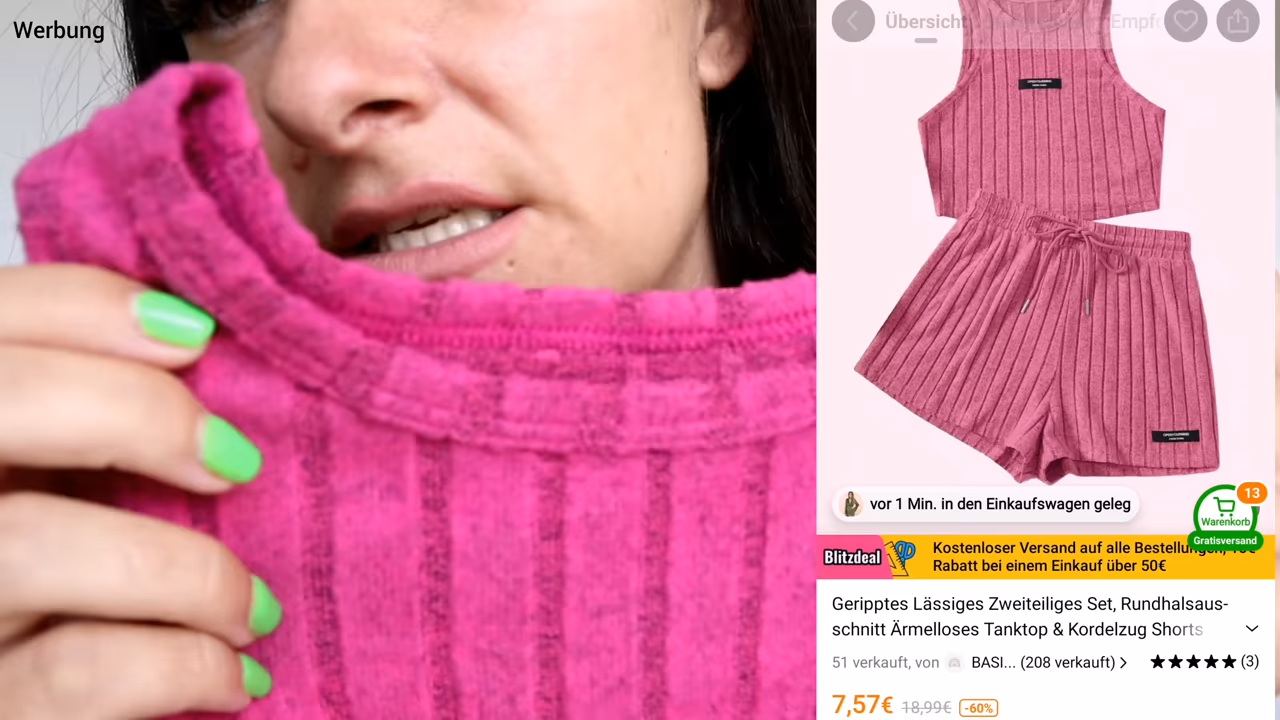 Werbung
Übersicht
Empf
vor 1 Min. in den Einkaufswagen geleg
13
Warenkorb
Gratisversand
Blitzdeal
Kostenloser Versand auf alle Bestellungen, 10€
Rabatt bei einem Einkauf über 50€
Geripptes Lässiges Zweiteiliges Set, Rundhalsaus-
schnitt Ärmelloses Tanktop & Kordelzug Shorts
51 verkauft, von BASI... (208 verkauft) (3)
7,57€ 18,99€ -60%